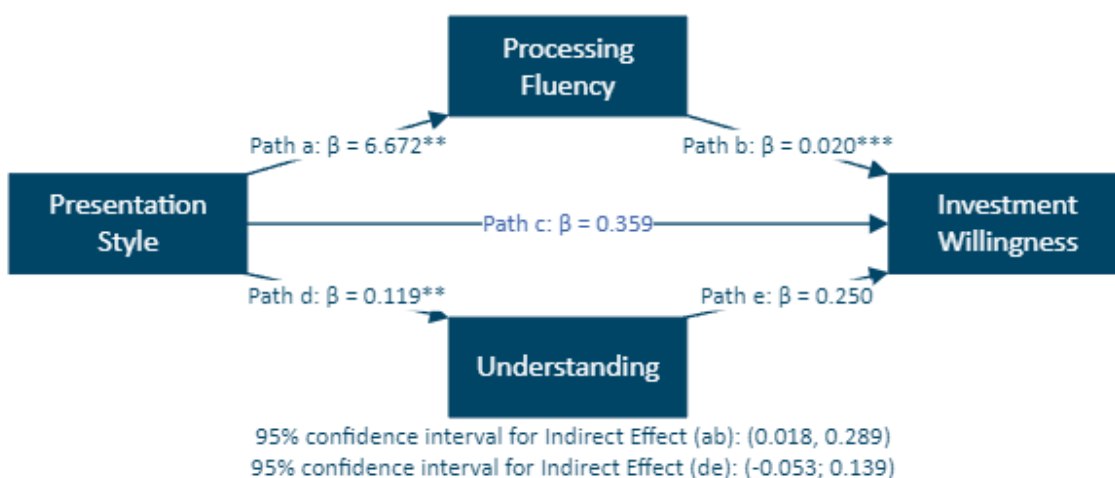 Processing
Fluency
Path a: β = 6.672**
Path b: β = 0.020***
Presentation
Style
Path c: β = 0.359
Investment
Willingness
Path d: β = 0.119**
Path e: β = 0.250
Understanding
95% confidence interval for Indirect Effect (ab): (0.018, 0.289)
95% confidence interval for Indirect Effect (de): (-0.053; 0.139)